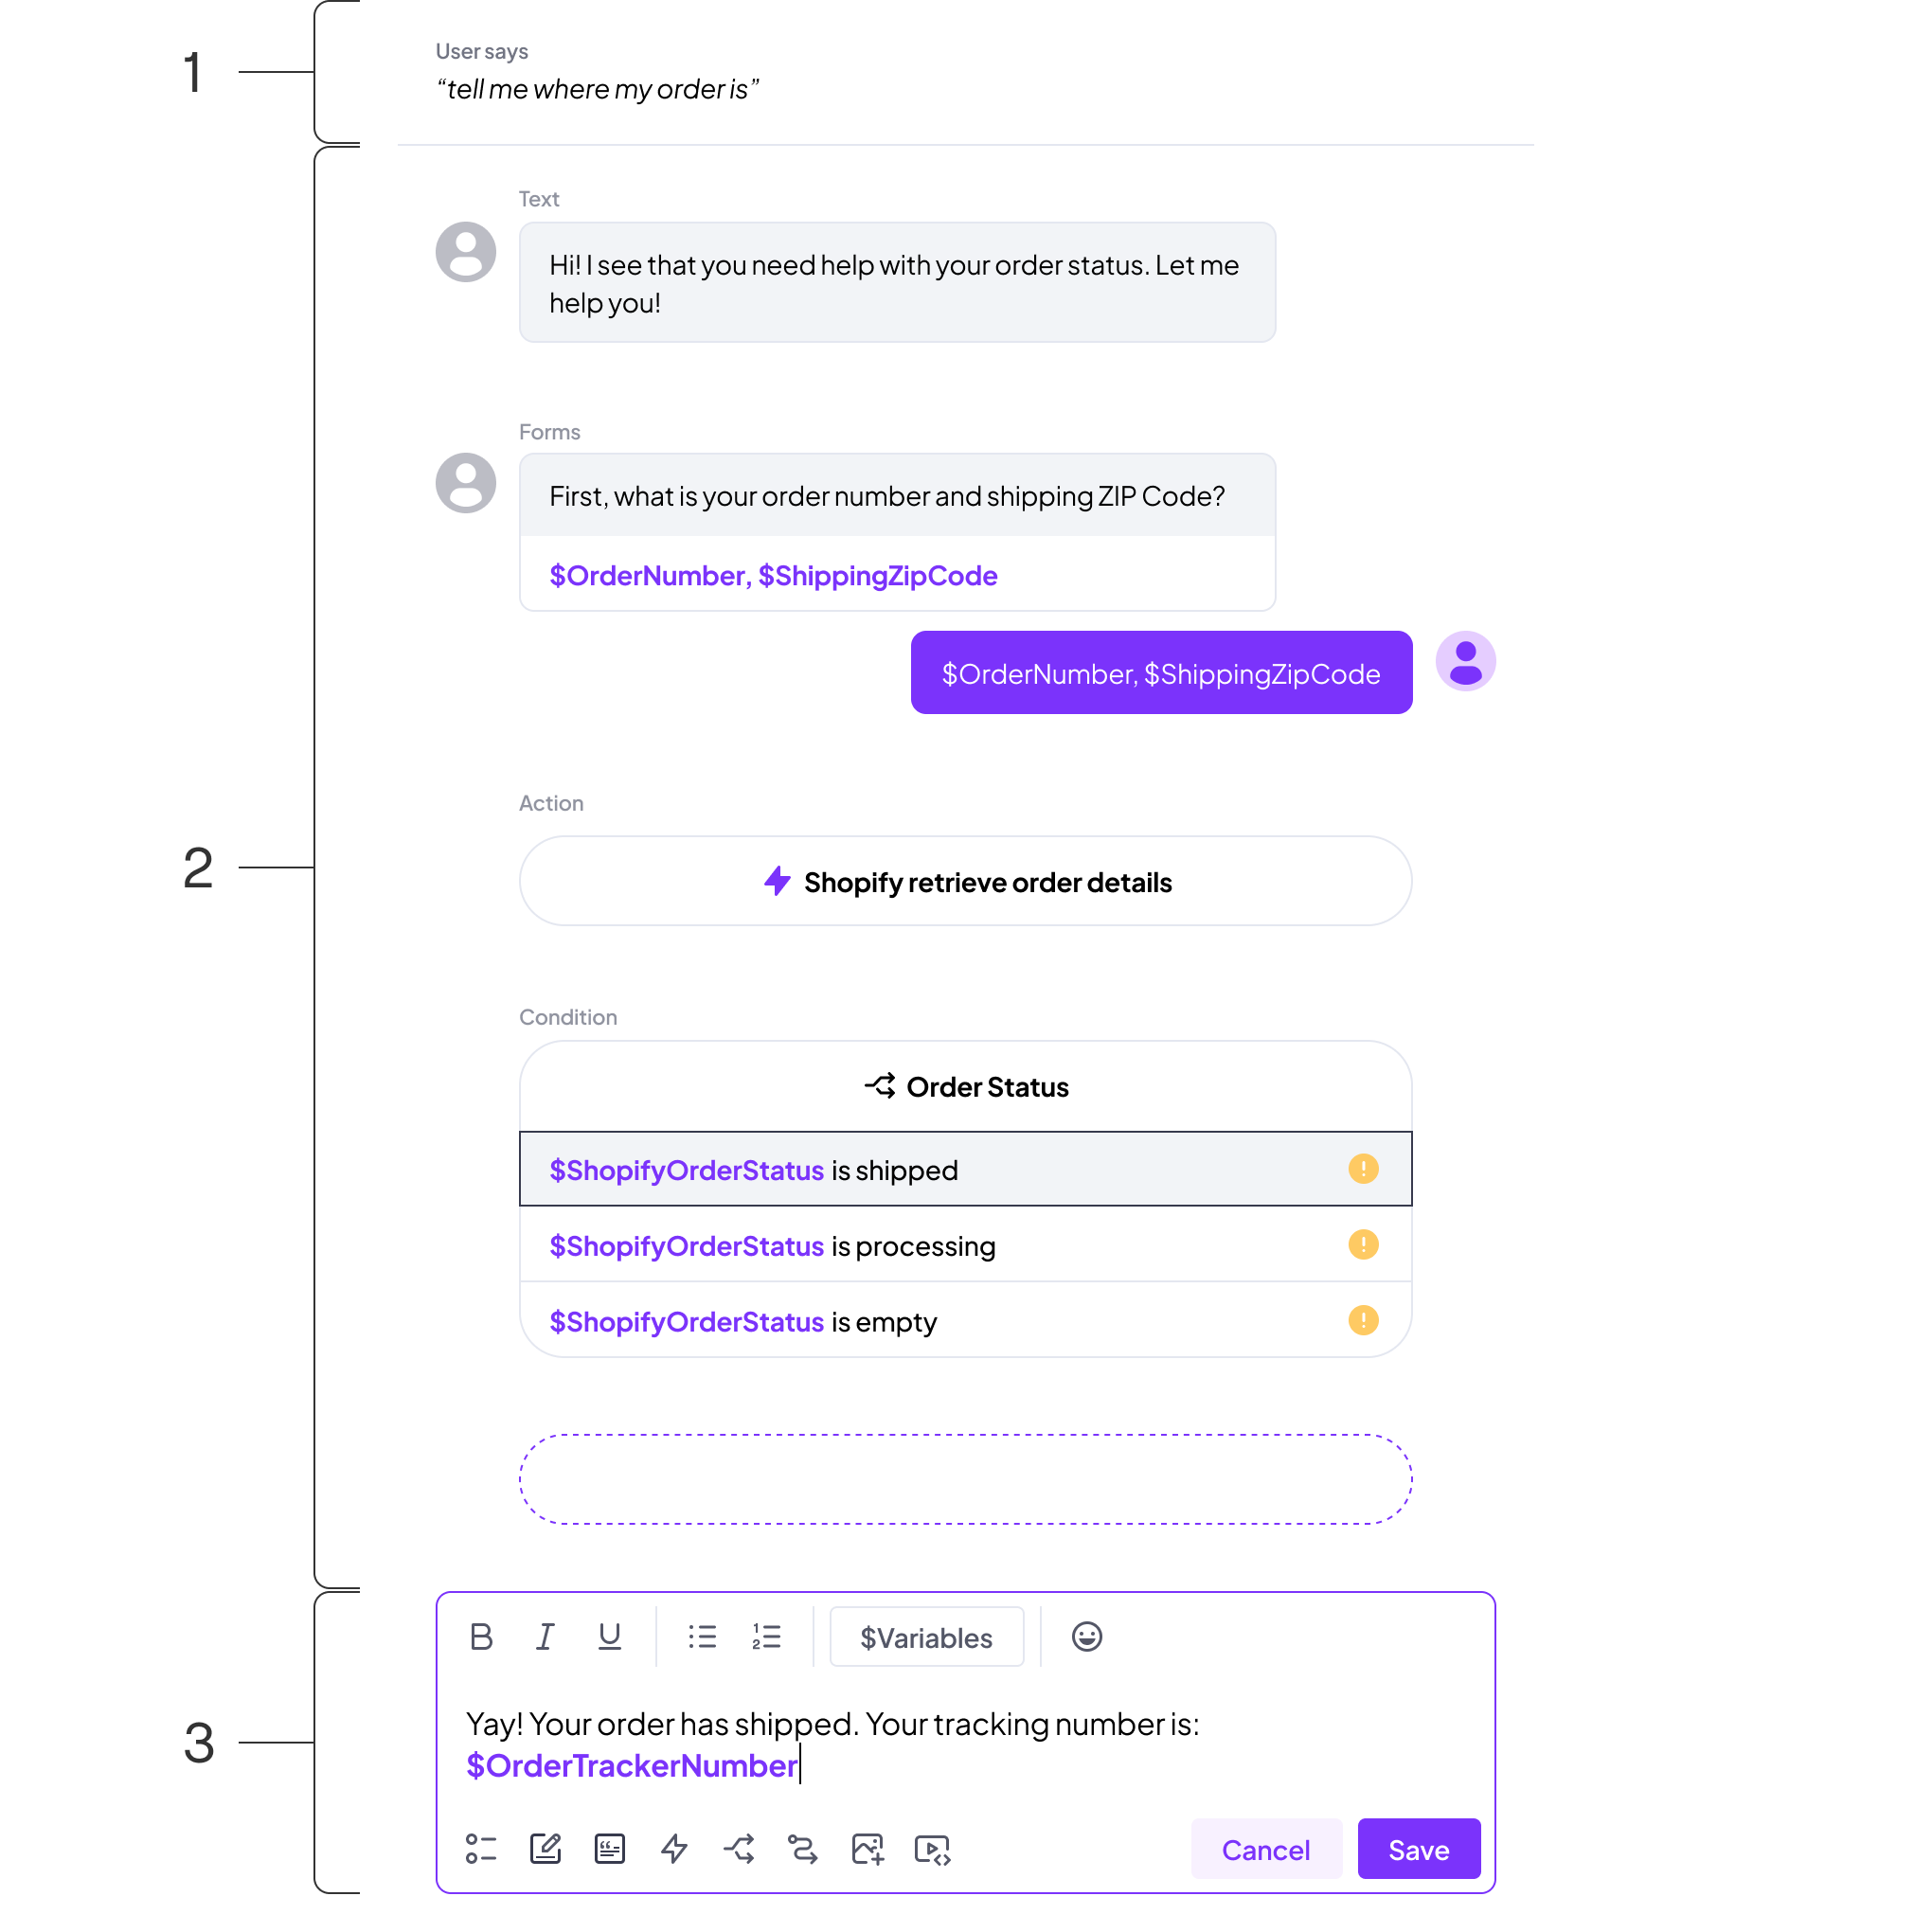 1
User says
“tell me where my order is”
Text
Hi! I see that you need help with your order status. Let me
help you!
Forms
First, what is your order number and shipping ZIP Code?
$OrderNumber, $ShippingZipCode
$OrderNumber, $ShippingZipCode
2
Action
Shopify retrieve order details
Condition
Order Status
$ShopifyOrderStatus is shipped
$ShopifyOrderStatus is processing
$ShopifyOrderStatus is empty
3
B I U $Variables
Yay! Your order has shipped. Your tracking number is:
$OrderTrackerNumber
Cancel Save